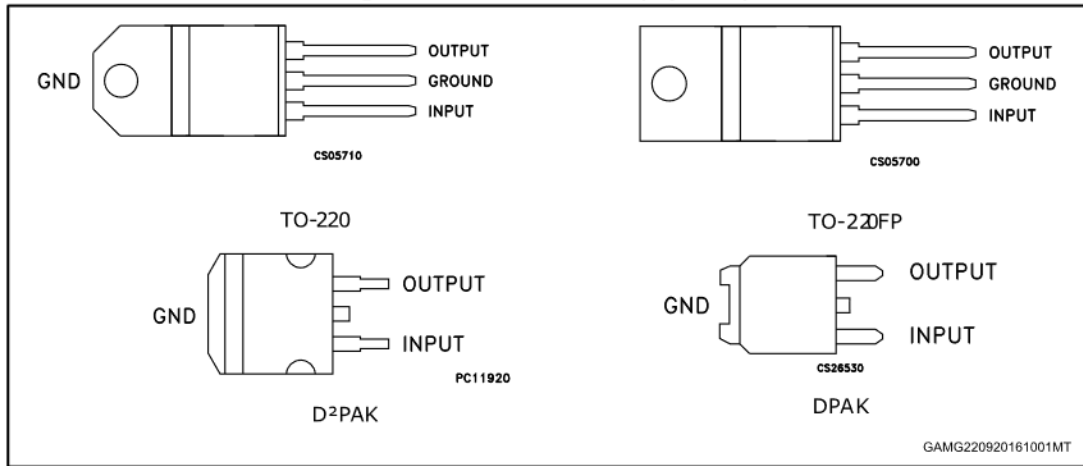 GND
OUTPUT
GROUND
INPUT
CS05710
TO-220
OUTPUT
GROUND
INPUT
CS05700
TO-220FP
GND
OUTPUT
INPUT
PC11920
D²PAK
GND
OUTPUT
INPUT
CS26530
DPAK
GAMG220920161001MT